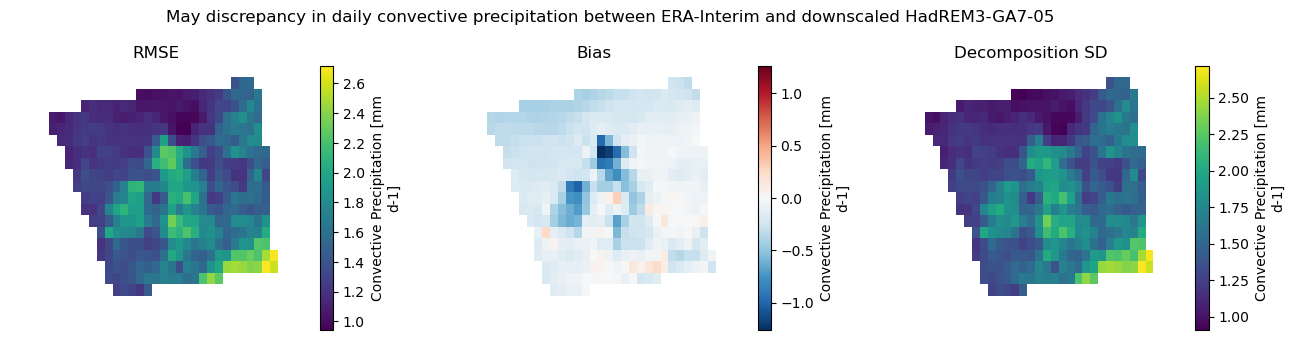 May discrepancy in daily convective precipitation between ERA-Interim and downscaled HadREM3-GA7-05
RMSE
2.6
2.4
2.2
2.0
1.8
1.6
1.4
1.2
1.0
Convective Precipitation [mm
d-1]
Bias
1.0
0.5
0.0
−0.5
−1.0
Convective Precipitation [mm
d-1]
Decomposition SD
2.50
2.25
2.00
1.75
1.50
1.25
1.00
Convective Precipitation [mm
d-1]